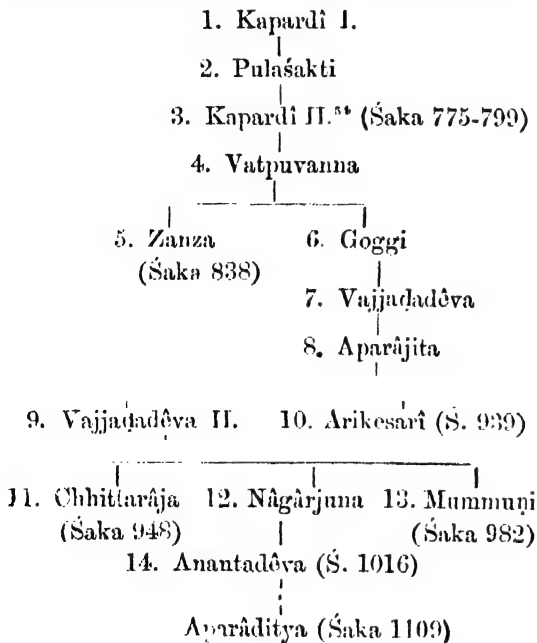 1. Kapardî I.
2. Pulaśakti
3. Kapardî II.⁵⁴ (Śaka 775-799)
4. Vatpuvanna
5. Zanza 6. Goggi
(Śaka 838)
7. Vajjaḍadêva
8. Aparâjita
9. Vajjaḍadêva II. 10. Arikesarî (Ś. 939)
11. Chhittarâja 12. Nâgârjuna 13. Mummuṇi
(Śaka 948) (Śaka 982)
14. Anantadêva (Ś. 1016)
Aparâditya (Śaka 1109)